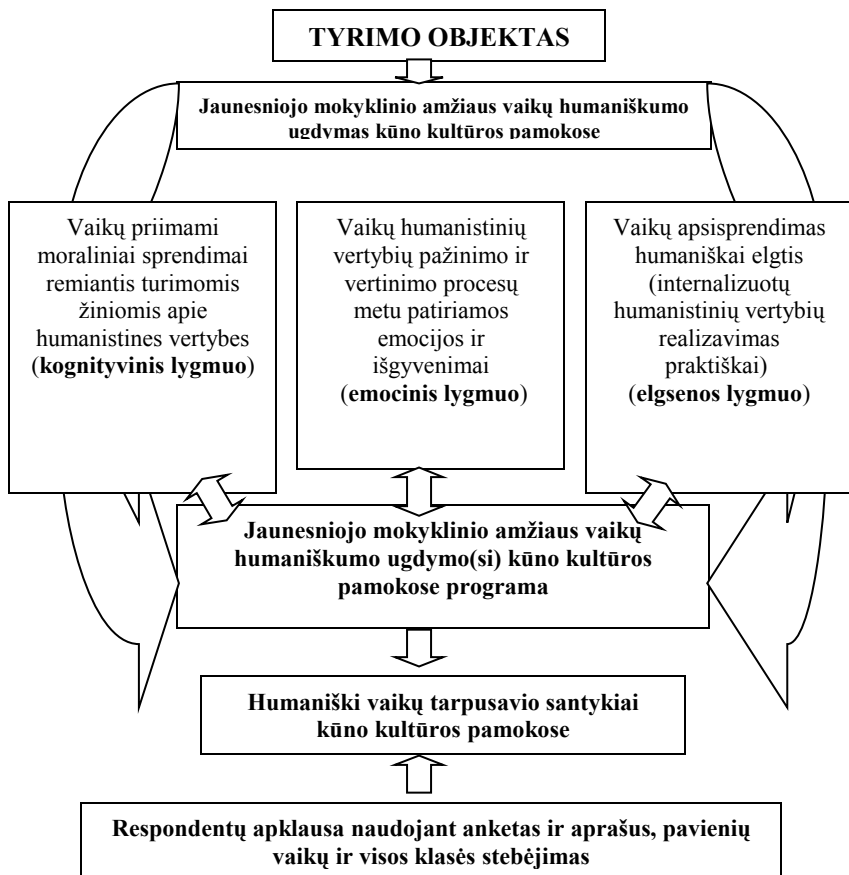 TYRIMO OBJEKTAS
Jaunesniojo mokyklinio amžiaus vaikų humaniškumo
ugdymas kūno kultūros pamokose
Vaikų priimami
moraliniai sprendimai
remiantis turimomis
žiniomis apie
humanistines vertybes
(kognityvinis lygmuo)
Vaikų humanistinių
vertybių pažinimo ir
vertinimo procesų
metu patiriamos
emocijos ir
išgyvenimai
(emocinis lygmuo)
Vaikų apsisprendimas
humaniškai elgtis
(internalizuotų
humanistinių vertybių
realizavimas
praktiškai)
(elgsenos lygmuo)
Jaunesniojo mokyklinio amžiaus vaikų
humaniškumo ugdymo(si) kūno kultūros
pamokose programa
Humaniški vaikų tarpusavio santykiai
kūno kultūros pamokose
Respondentų apklausa naudojant anketas ir aprašus, pavienių
vaikų ir visos klasės stebėjimas